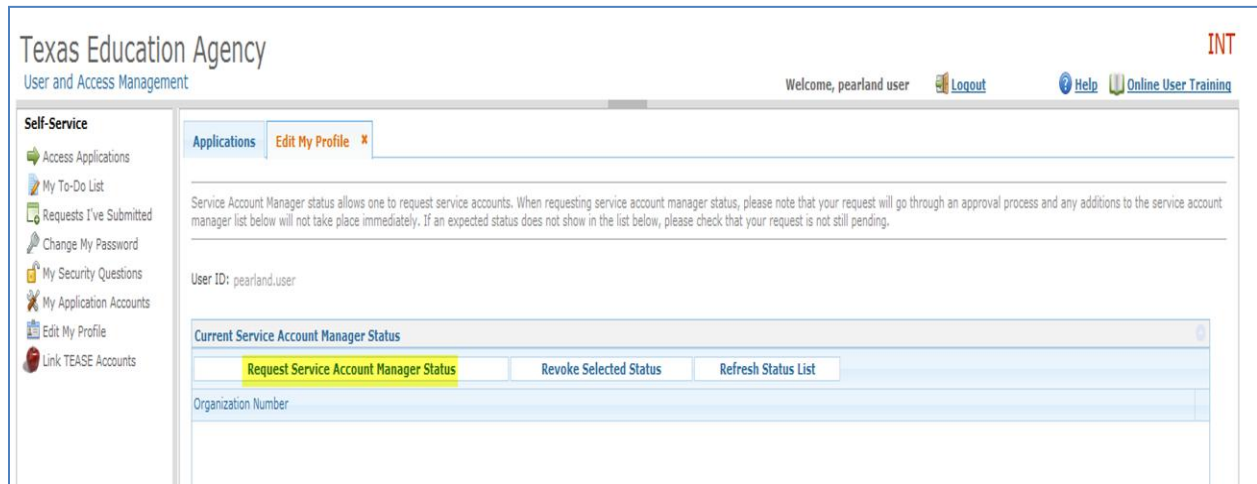 Texas Education Agency
INT
User and Access Management
Welcome, pearland user
Logout
Help
Online User Training
Self-Service
Access Applications
My To-Do List
Requests I've Submitted
Change My Password
My Security Questions
My Application Accounts
Edit My Profile
Link TEASE Accounts
Applications
Edit My Profile
Service Account Manager status allows one to request service accounts. When requesting service account manager status, please note that your request will go through an approval process and any additions to the service account
manager list below will not take place immediately. If an expected status does not show in the list below, please check that your request is not still pending.
User ID: pearland.user
Current Service Account Manager Status
Request Service Account Manager Status
Revoke Selected Status
Refresh Status List
Organization Number